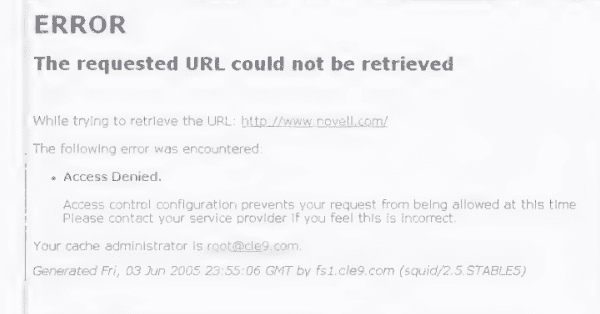 ERROR
The requested URL could not be retrieved
While trying to retrieve the URL: http://www.novell.com/
The following error was encountered:
• Access Denied.
Access control configuration prevents your request from being allowed at this time
Please contact your service provider if you feel this is incorrect.
Your cache administrator is root@cle9.com.
Generated Fri, 03 Jun 2005 23:55:06 GMT by fs1.cle9.com (squid/2.5.STABLE5)